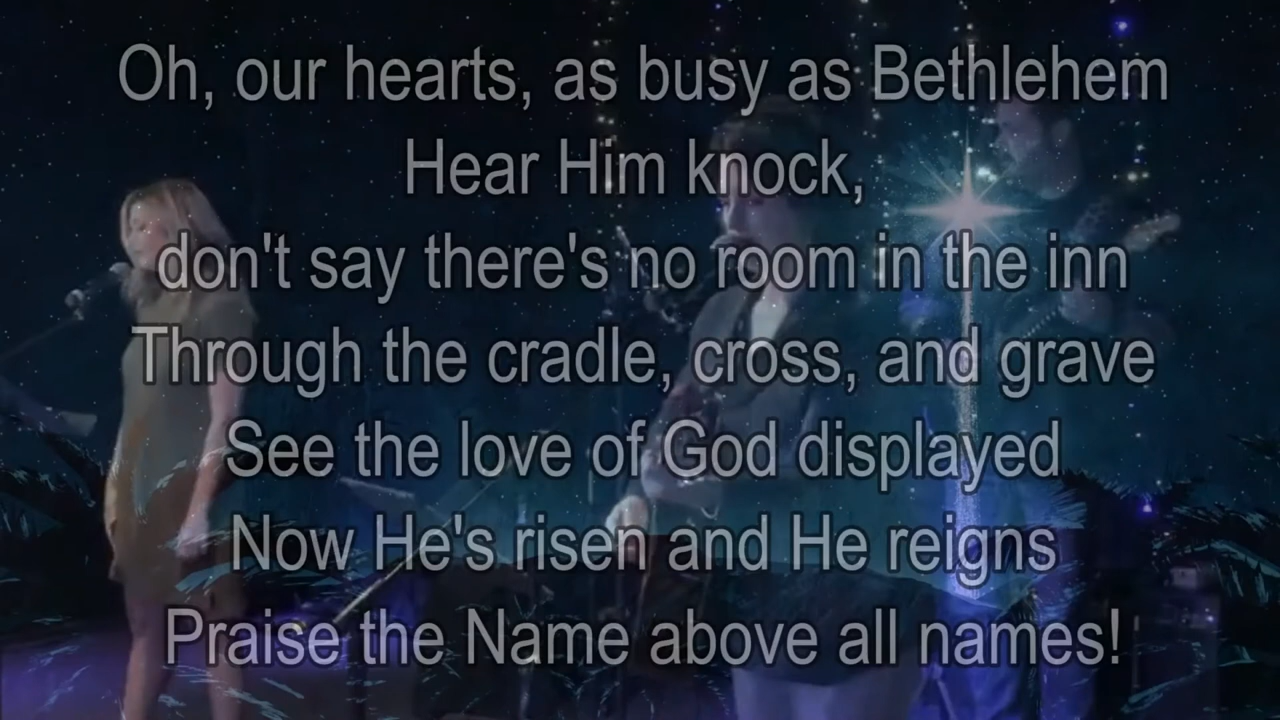 Oh, our hearts, as busy as Bethlehem
Hear Him knock,
don't say there's no room in the inn
Through the cradle, cross, and grave
See the love of God displayed
Now He's risen and He reigns
Praise the Name above all names!